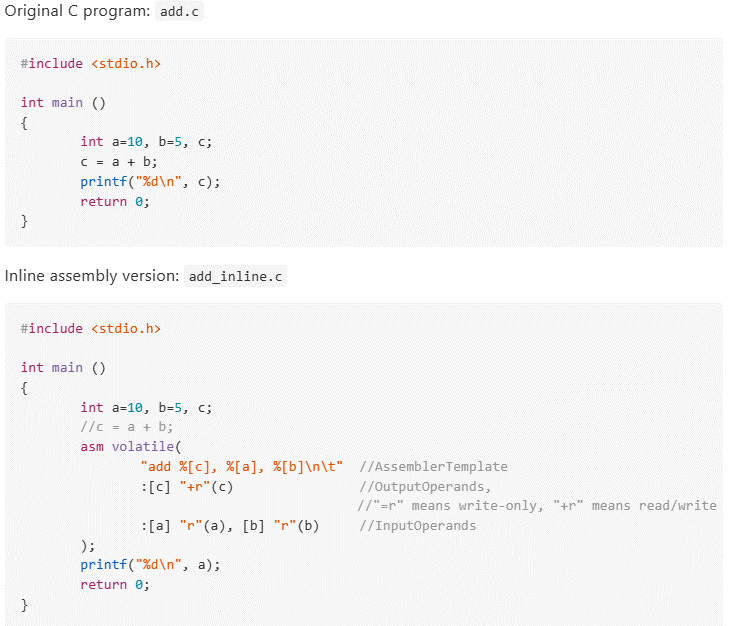 Original C program: add.c
#include <stdio.h>
int main ()
{
int a=10, b=5, c;
c = a + b;
printf("%d\n", c);
return 0;
}
Inline assembly version: add_inline.c
#include <stdio.h>
int main ()
{
int a=10, b=5, c;
//c = a + b;
asm volatile(
"add %[c], %[a], %[b]\n\t" //AssemblerTemplate
:[c] "+r"(c) //OutputOperands,
//"=r" means write-only, "+r" means read/write
:[a] "r"(a), [b] "r"(b) //InputOperands
);
printf("%d\n", a);
return 0;
}